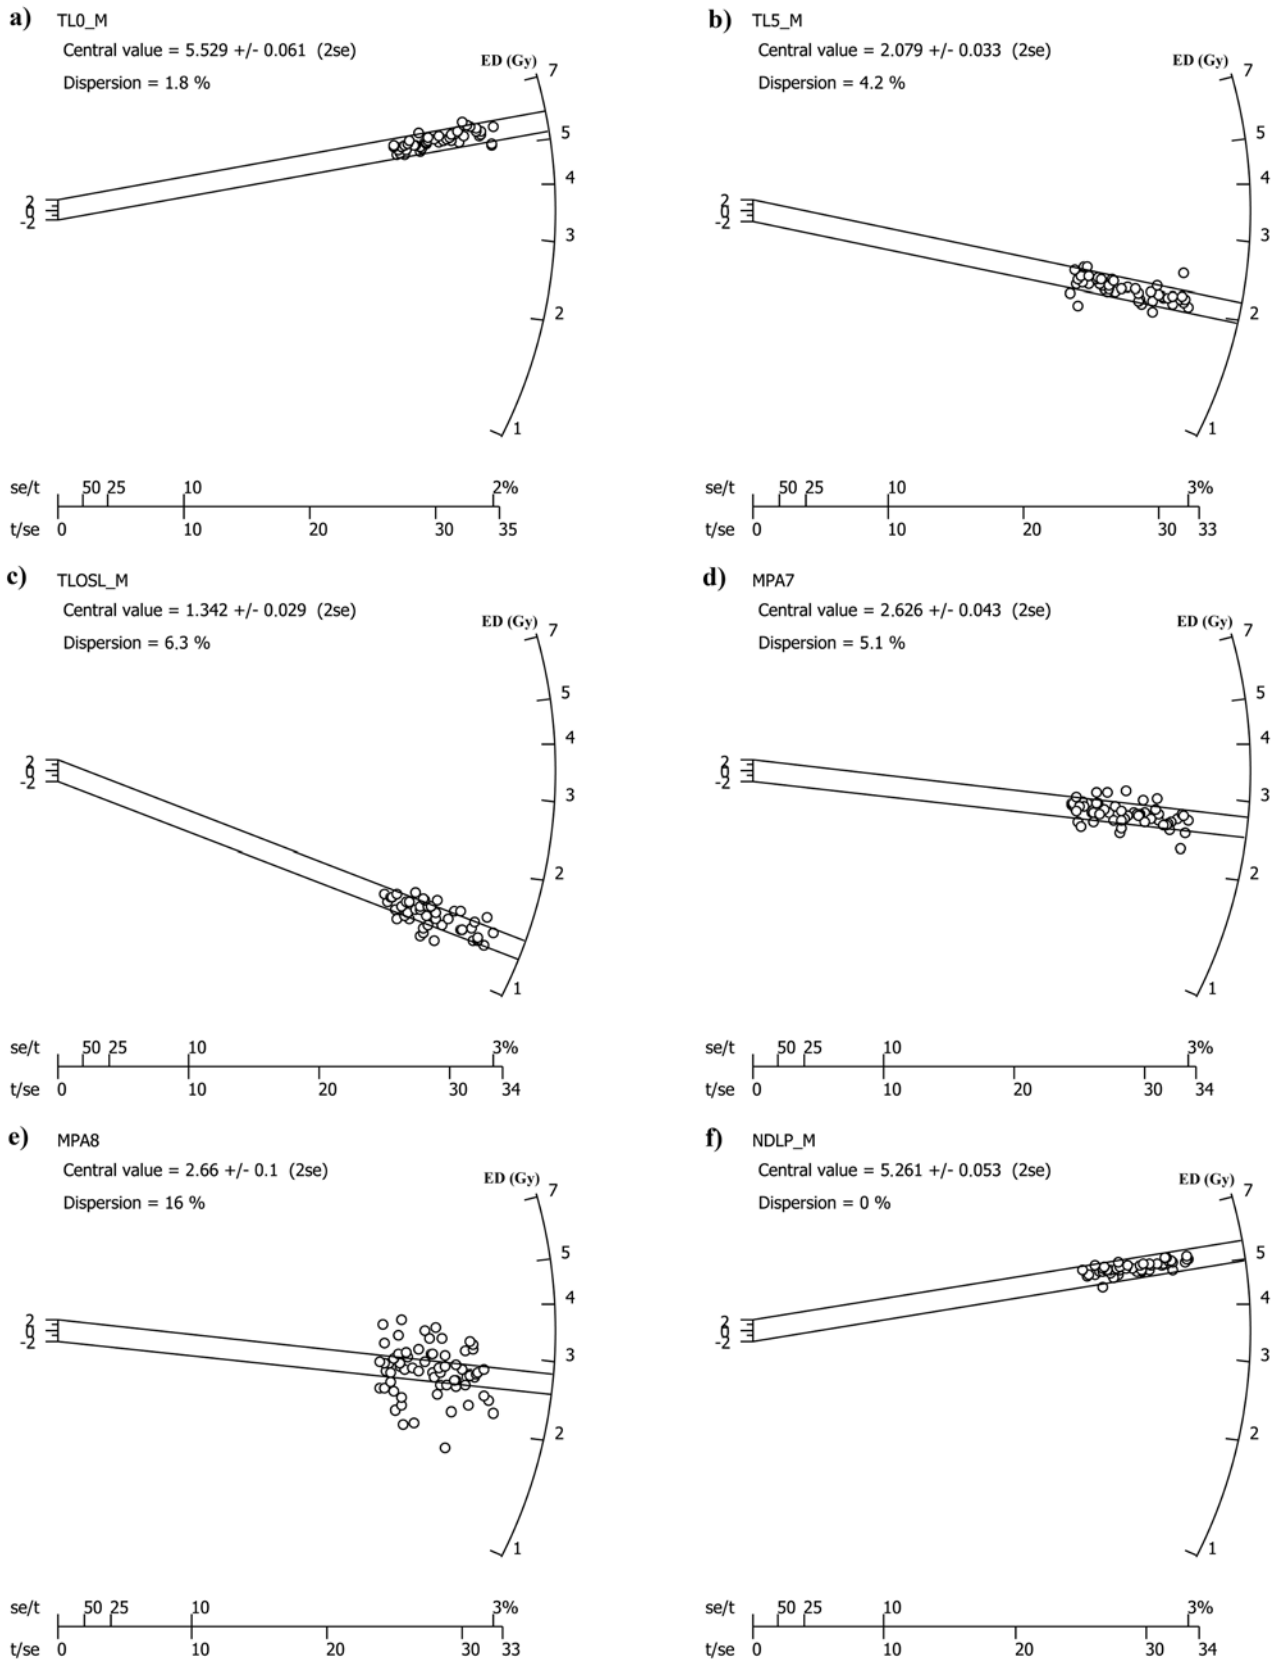 a) TL0_M
Central value = 5.529 +/- 0.061 (2se)
Dispersion = 1.8 %
ED (Gy)
7
5
4
3
2
1
2
0
-2
se/t 50 25 10 2%
t/se 0 10 20 30 35
b) TL5_M
Central value = 2.079 +/- 0.033 (2se)
Dispersion = 4.2 %
ED (Gy)
7
5
4
3
2
1
2
0
-2
se/t 50 25 10 3%
t/se 0 10 20 30 33
c) TLOSL_M
Central value = 1.342 +/- 0.029 (2se)
Dispersion = 6.3 %
ED (Gy)
7
5
4
3
2
1
2
0
-2
se/t 50 25 10 3%
t/se 0 10 20 30 34
d) MPA7
Central value = 2.626 +/- 0.043 (2se)
Dispersion = 5.1 %
ED (Gy)
7
5
4
3
2
1
2
0
-2
se/t 50 25 10 3%
t/se 0 10 20 30 34
e) MPA8
Central value = 2.66 +/- 0.1 (2se)
Dispersion = 16 %
ED (Gy)
7
5
4
3
2
1
2
0
-2
se/t 50 25 10 3%
t/se 0 10 20 30 33
f) NDLP_M
Central value = 5.261 +/- 0.053 (2se)
Dispersion = 0 %
ED (Gy)
7
5
4
3
2
1
2
0
-2
se/t 50 25 10 3%
t/se 0 10 20 30 34